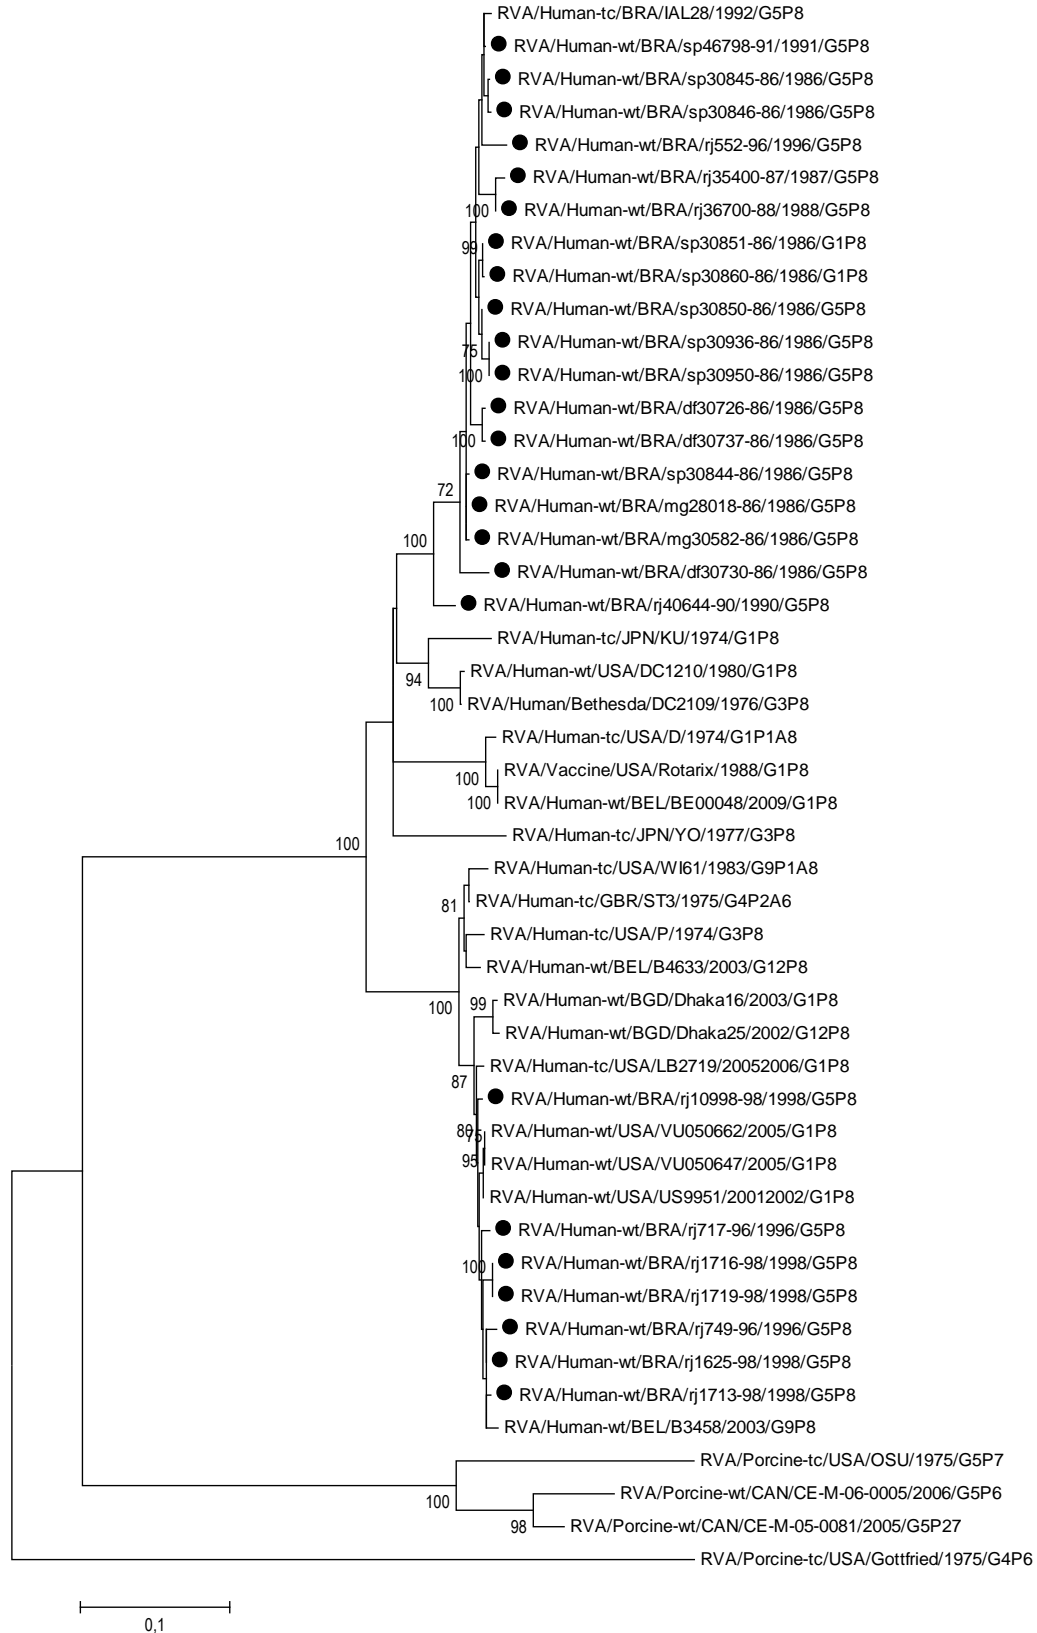 RVA/Human-tc/BRA/IAL28/1992/G5P8
RVA/Human-wt/BRA/sp46798-91/1991/G5P8
RVA/Human-wt/BRA/sp30845-86/1986/G5P8
RVA/Human-wt/BRA/sp30846-86/1986/G5P8
RVA/Human-wt/BRA/rj552-96/1996/G5P8
RVA/Human-wt/BRA/rj35400-87/1987/G5P8
100
RVA/Human-wt/BRA/rj36700-88/1988/G5P8
99
RVA/Human-wt/BRA/sp30851-86/1986/G1P8
RVA/Human-wt/BRA/sp30860-86/1986/G1P8
RVA/Human-wt/BRA/sp30850-86/1986/G5P8
75
RVA/Human-wt/BRA/sp30936-86/1986/G5P8
100
RVA/Human-wt/BRA/sp30950-86/1986/G5P8
RVA/Human-wt/BRA/df30726-86/1986/G5P8
100
RVA/Human-wt/BRA/df30737-86/1986/G5P8
RVA/Human-wt/BRA/sp30844-86/1986/G5P8
72
RVA/Human-wt/BRA/mg28018-86/1986/G5P8
100
RVA/Human-wt/BRA/mg30582-86/1986/G5P8
RVA/Human-wt/BRA/df30730-86/1986/G5P8
RVA/Human-wt/BRA/rj40644-90/1990/G5P8
RVA/Human-tc/JPN/KU/1974/G1P8
94
RVA/Human-wt/USA/DC1210/1980/G1P8
100
RVA/Human/Bethesda/DC2109/1976/G3P8
RVA/Human-tc/USA/D/1974/G1P1A8
100
RVA/Vaccine/USA/Rotarix/1988/G1P8
100
RVA/Human-wt/BEL/BE00048/2009/G1P8
RVA/Human-tc/JPN/YO/1977/G3P8
100
RVA/Human-tc/USA/WI61/1983/G9P1A8
81
RVA/Human-tc/GBR/ST3/1975/G4P2A6
RVA/Human-tc/USA/P/1974/G3P8
RVA/Human-wt/BEL/B4633/2003/G12P8
100
99
RVA/Human-wt/BGD/Dhaka16/2003/G1P8
RVA/Human-wt/BGD/Dhaka25/2002/G12P8
RVA/Human-tc/USA/LB2719/20052006/G1P8
87
RVA/Human-wt/BRA/rj10998-98/1998/G5P8
80
75
RVA/Human-wt/USA/VU050662/2005/G1P8
95
RVA/Human-wt/USA/VU050647/2005/G1P8
RVA/Human-wt/USA/US9951/20012002/G1P8
RVA/Human-wt/BRA/rj717-96/1996/G5P8
100
RVA/Human-wt/BRA/rj1716-98/1998/G5P8
RVA/Human-wt/BRA/rj1719-98/1998/G5P8
RVA/Human-wt/BRA/rj749-96/1996/G5P8
RVA/Human-wt/BRA/rj1625-98/1998/G5P8
RVA/Human-wt/BRA/rj1713-98/1998/G5P8
RVA/Human-wt/BEL/B3458/2003/G9P8
RVA/Porcine-tc/USA/OSU/1975/G5P7
100
RVA/Porcine-wt/CAN/CE-M-06-0005/2006/G5P6
98
RVA/Porcine-wt/CAN/CE-M-05-0081/2005/G5P27
RVA/Porcine-tc/USA/Gottfried/1975/G4P6
0,1